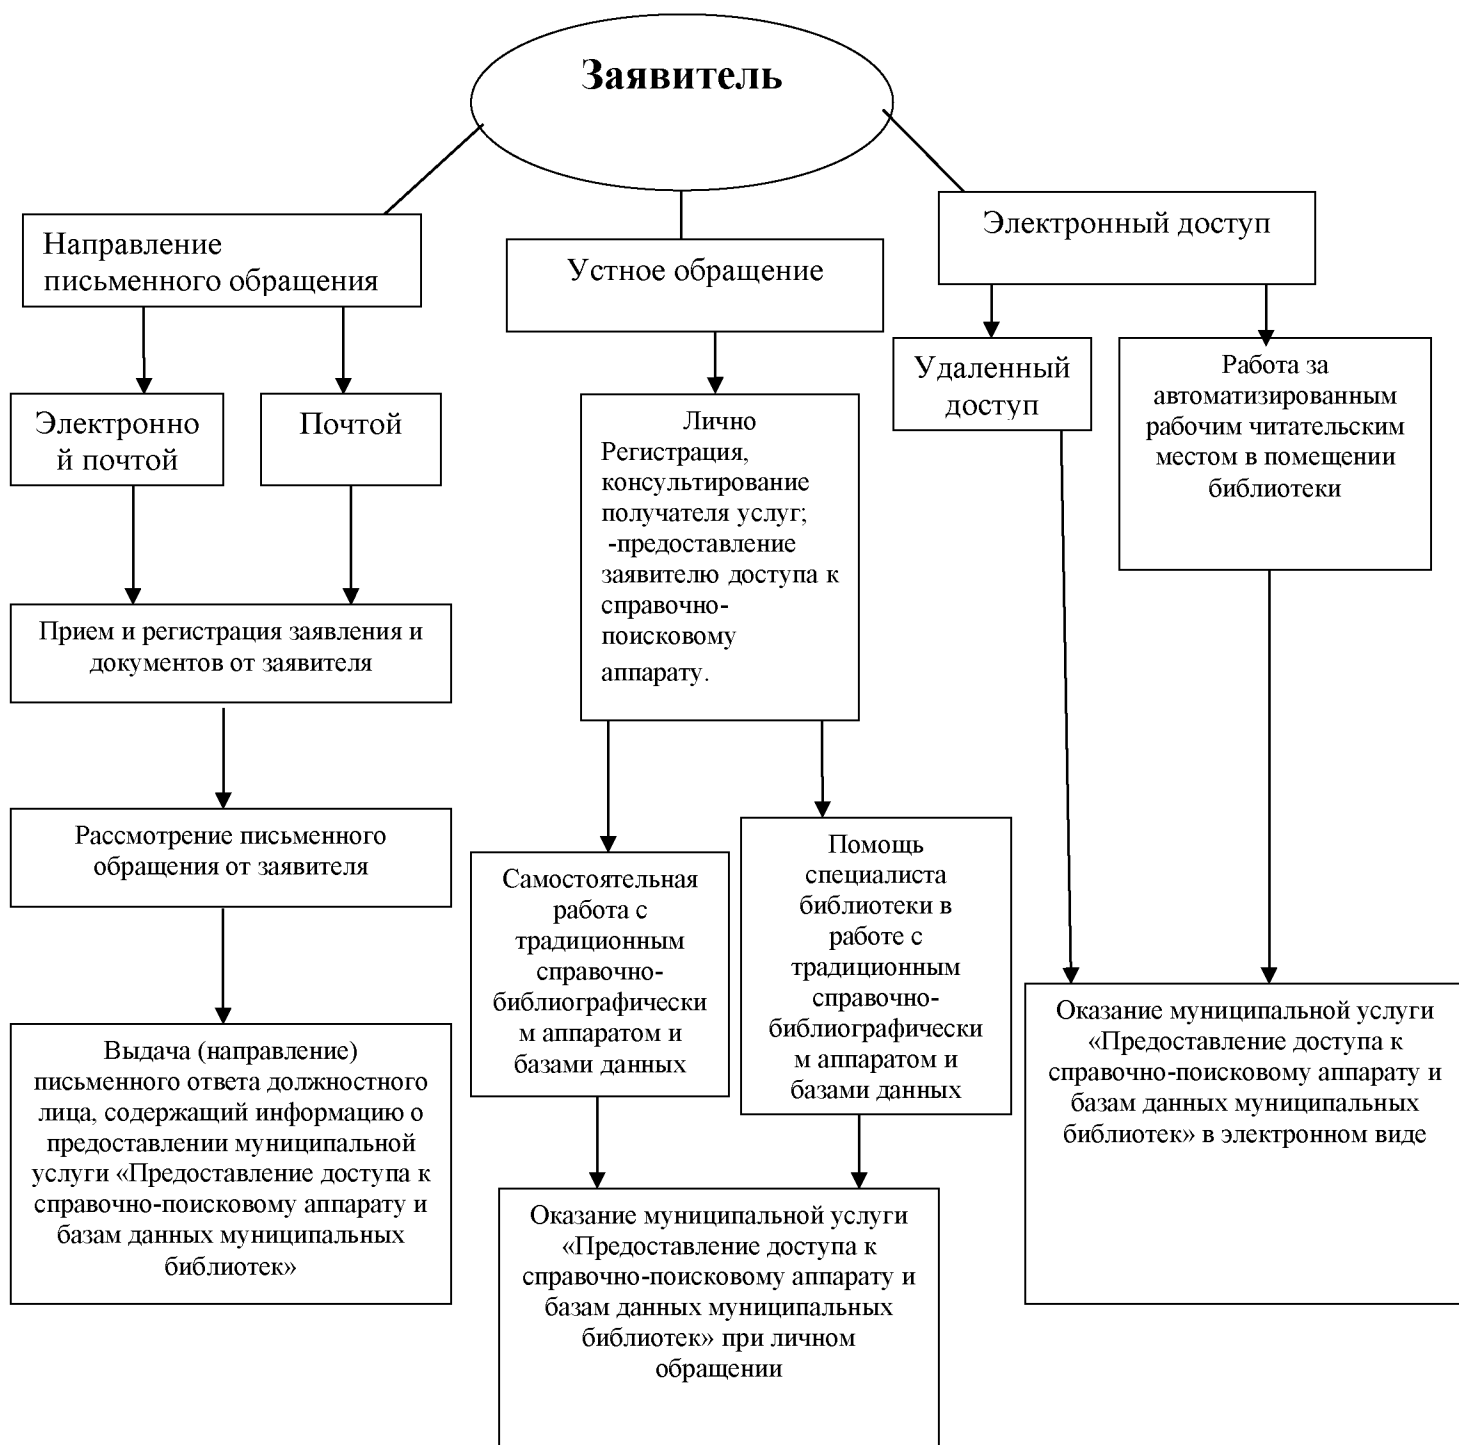 Заявитель
Направление
письменного обращения
Устное обращение
Электронный доступ
Электронно
й почтой
Почтой
Лично
Регистрация,
консультирование
получателя услуг;
-предоставление
заявителю доступа к
справочно-
поисковому
аппарату.
Удаленный
доступ
Работа за
автоматизированным
рабочим читательским
местом в помещении
библиотеки
Прием и регистрация заявления и
документов от заявителя
Рассмотрение письменного
обращения от заявителя
Выдача (направление)
письменного ответа должностного
лица, содержащий информацию о
предоставлении муниципальной
услуги «Предоставление доступа к
справочно-поисковому аппарату и
базам данных муниципальных
библиотек»
Самостоятельная
работа с
традиционным
справочно-
библиографически
м аппаратом и
базами данных
Помощь
специалиста
библиотеки в
работе с
традиционным
справочно-
библиографически
м аппаратом и
базами данных
Оказание муниципальной услуги
«Предоставление доступа к
справочно-поисковому аппарату и
базам данных муниципальных
библиотек» при личном
обращении
Оказание муниципальной услуги
«Предоставление доступа к
справочно-поисковому аппарату и
базам данных муниципальных
библиотек» в электронном виде